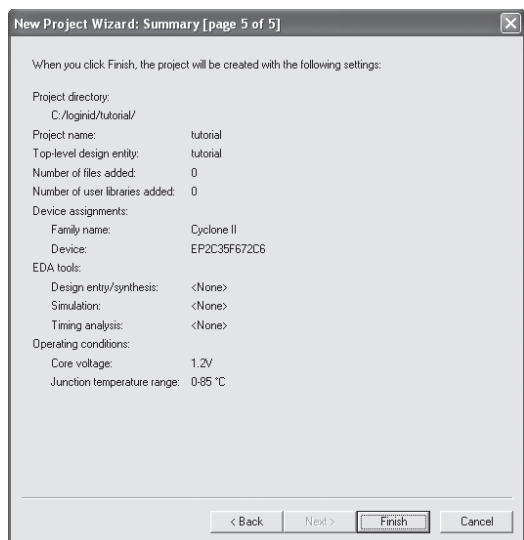 New Project Wizard: Summary [page 5 of 5]
When you click Finish, the project will be created with the following settings:
Project directory:
C:/loginid/tutorial/
Project name: tutorial
Top-level design entity: tutorial
Number of files added: 0
Number of user libraries added: 0
Device assignments:
Family name: Cyclone II
Device: EP2C35F672C6
EDA tools:
Design entry/synthesis: <None>
Simulation: <None>
Timing analysis: <None>
Operating conditions:
Core voltage: 1.2V
Junction temperature range: 0-85 °C
< Back Next > Finish Cancel